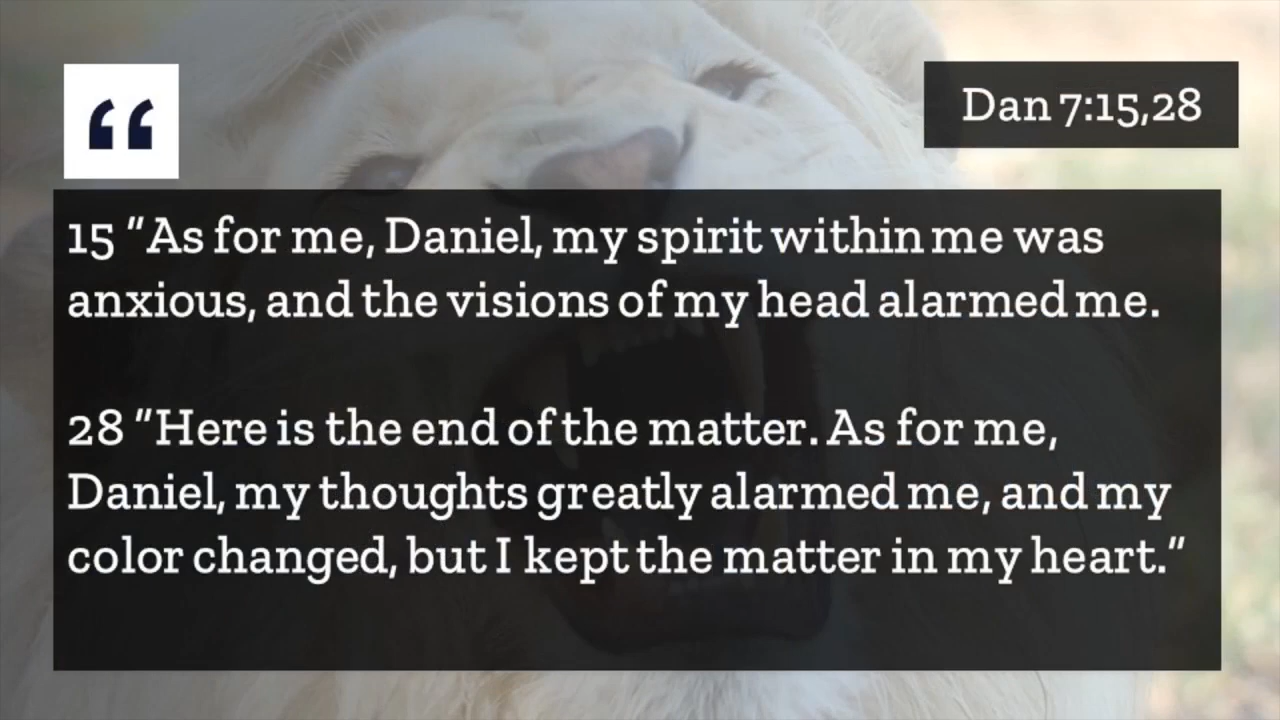 “
Dan 7:15,28
15 "As for me, Daniel, my spirit within me was
anxious, and the visions of my head alarmed me.
28 "Here is the end of the matter. As for me,
Daniel, my thoughts greatly alarmed me, and my
color changed, but I kept the matter in my heart."